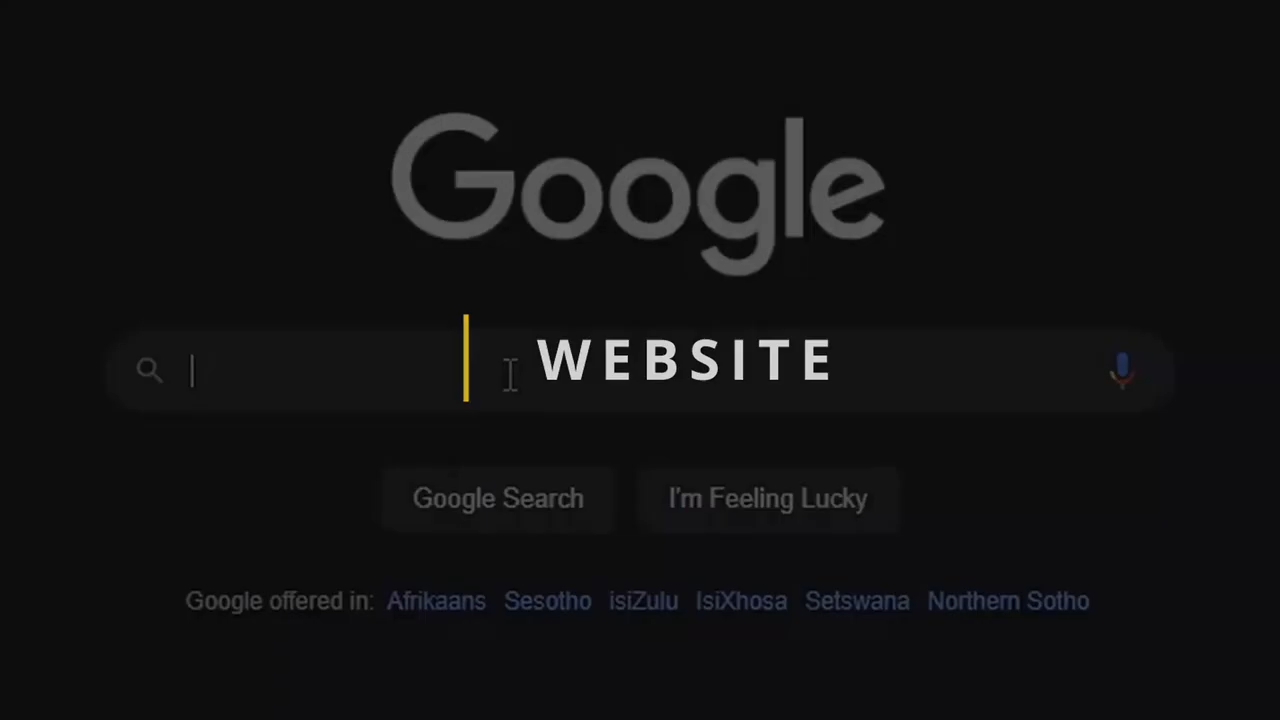 Google
WEBSITE
Google Search I'm Feeling Lucky
Google offered in: Afrikaans Sesotho isiZulu IsiXhosa Setswana Northern Sotho